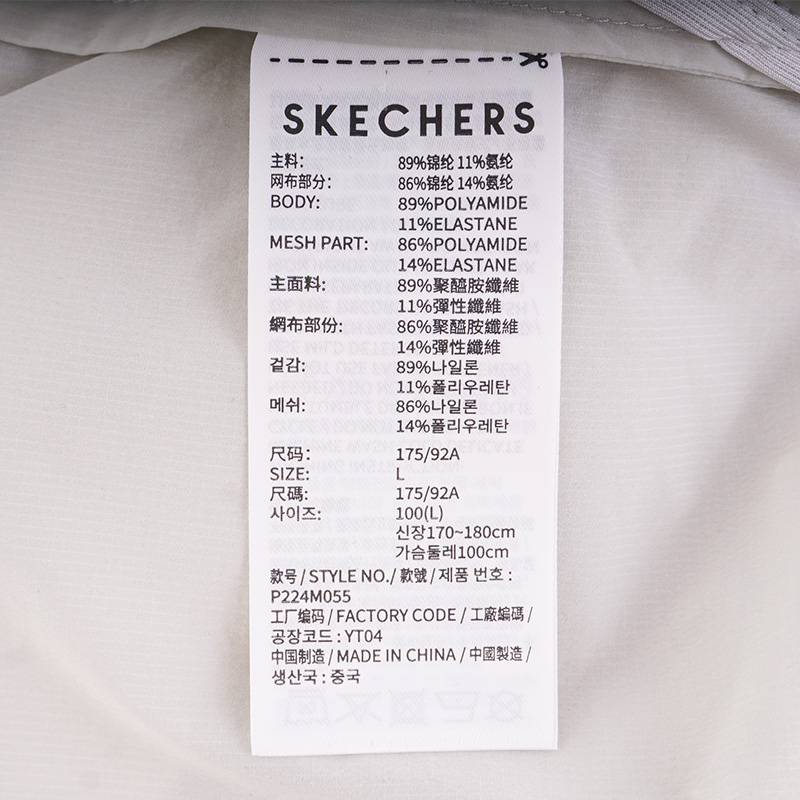 SKECHERS
主料: 89%锦纶 11%氨纶
网布部分: 86%锦纶 14%氨纶
BODY: 89%POLYAMIDE
11%ELASTANE
MESH PART: 86%POLYAMIDE
14%ELASTANE
主面料: 89%聚醯胺纖維
11%彈性纖維
網布部份: 86%聚醯胺纖維
14%彈性纖維
겉감: 89%나일론
11%폴리우레탄
메쉬: 86%나일론
14%폴리우레탄
尺码: 175/92A
SIZE: L
尺碼: 175/92A
사이즈: 100(L)
신장170~180cm
가슴둘레100cm
款号/STYLE NO./款號/제품 번호:
P224M055
工厂编码/FACTORY CODE/工廠編碼/
공장코드:YT04
中国制造/MADE IN CHINA/中國製造/
생산국:중국